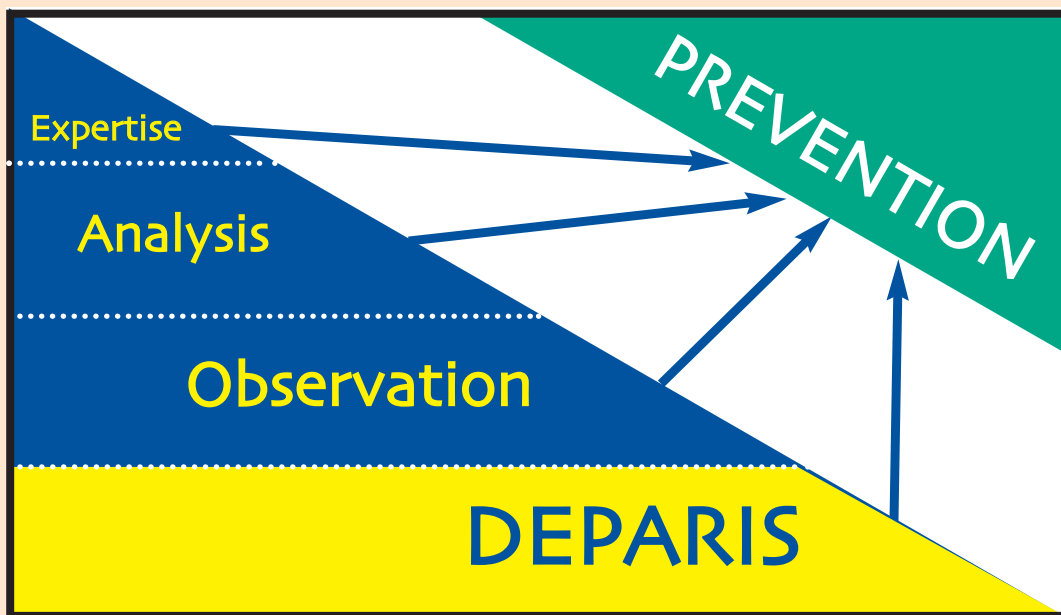 PREVENTION
Expertise
Analysis
Observation
DEPARIS